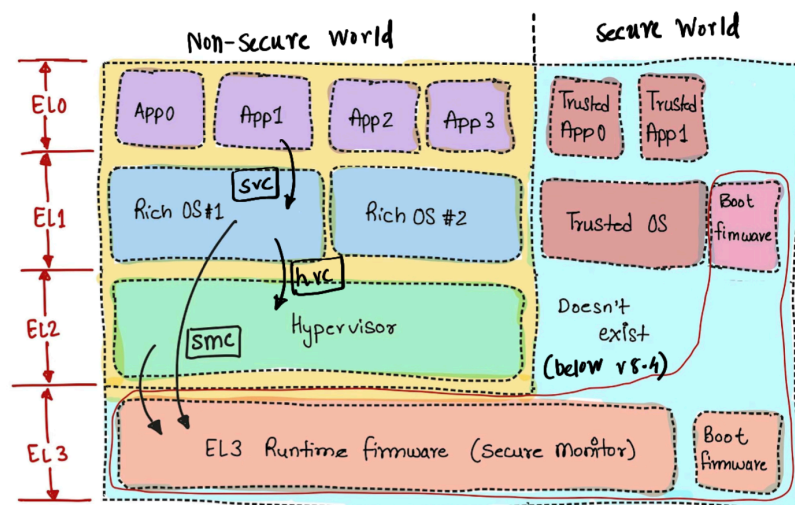 Non-Secure World
Secure World
EL0
App0
App1
App2
App3
Trusted
App0
Trusted
App1
EL1
svc
Rich OS#1
Rich OS #2
Trusted OS
Boot
fimware
hvc
EL2
Hypervisor
smc
Doesn't
exist
(below v8.4)
EL3
EL3 Runtime firmware (Secure monitor)
Boot
firmware